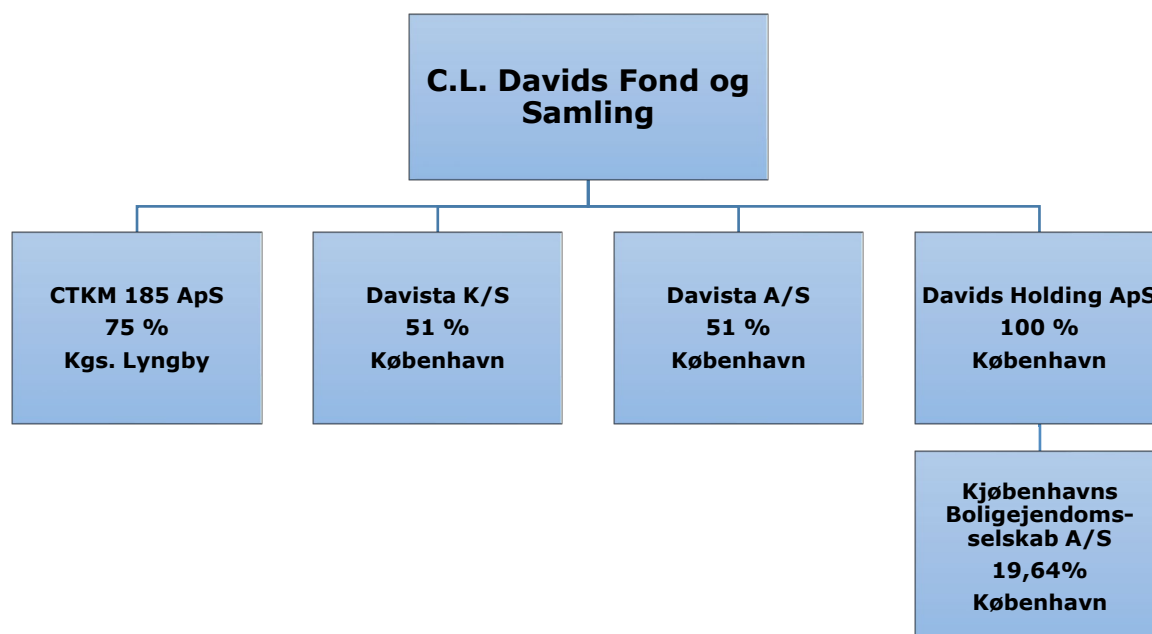 C.L. Davids Fond og
Samling
CTKM 185 ApS
75 %
Kgs. Lyngby
Davista K/S
51 %
København
Davista A/S
51 %
København
Davids Holding ApS
100 %
København
Kjøbenhavns
Boligejendoms-
selskab A/S
19,64%
København